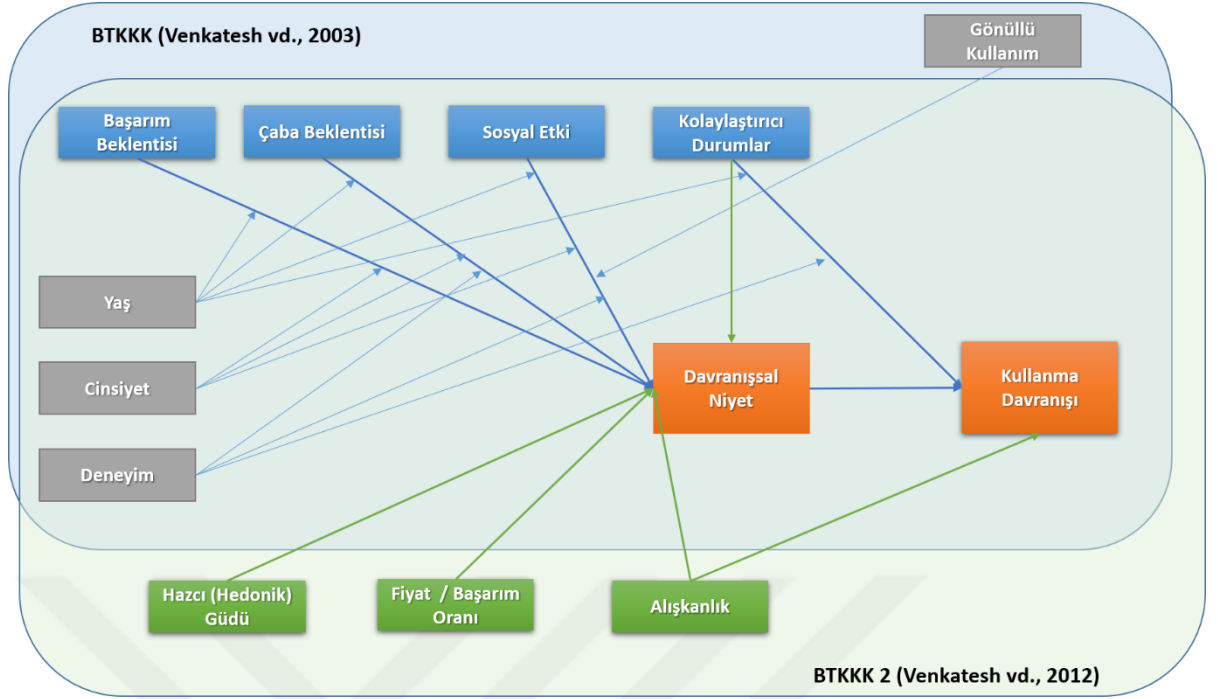 BTKKK (Venkatesh vd., 2003)
Gönüllü
Kullanım
Başarım
Beklentisi
Çaba Beklentisi
Sosyal Etki
Kolaylaştırıcı
Durumlar
Yaş
Cinsiyet
Deneyim
Davranışsal
Niyet
Kullanma
Davranışı
Hazcı (Hedonik)
Güdü
Fiyat / Başarım
Oranı
Alışkanlık
BTKKK 2 (Venkatesh vd., 2012)